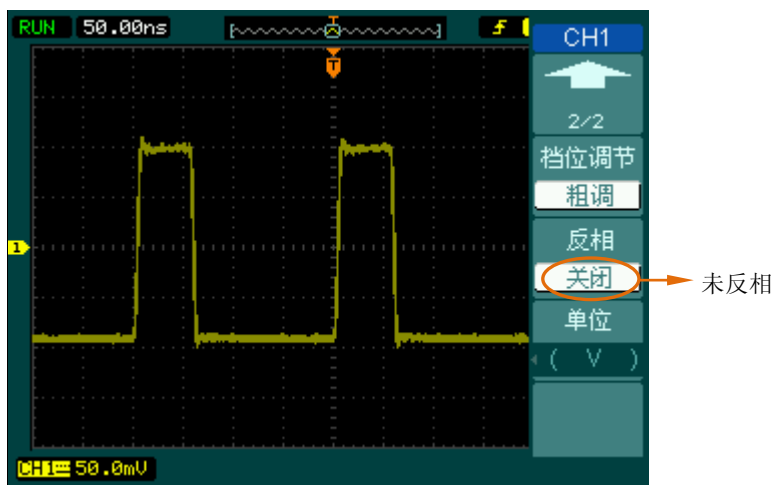 RUN 50.00ns
T
CH1
2/2
挡位调节
粗调
反相
关闭
未反相
单位
( V )
1
CH1 50.0mV